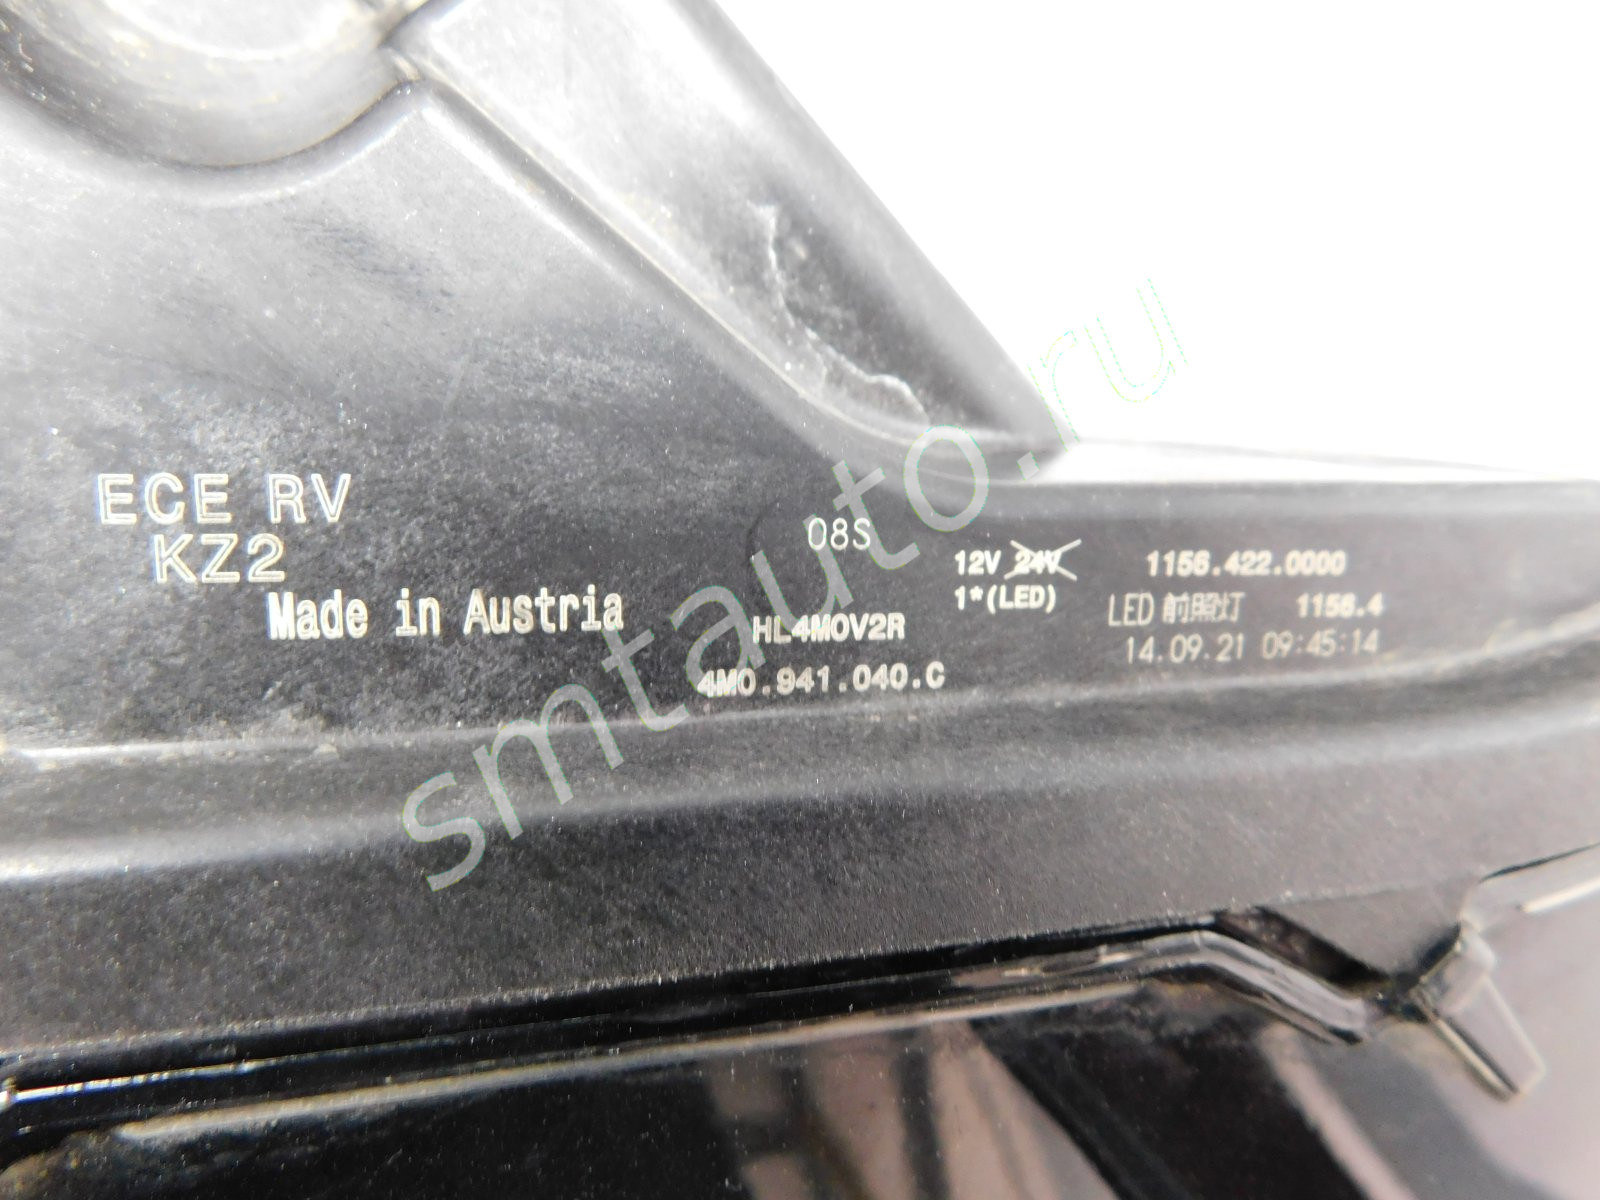 ECE RV
KZ2
Made in Austria
08S
HL4M0V2R
4M0.941.040.C
12V 24V
1*(LED)
1156.422.0000
LED 前照灯 1156.4
14.09.21 09:45:14
smtauto.ru